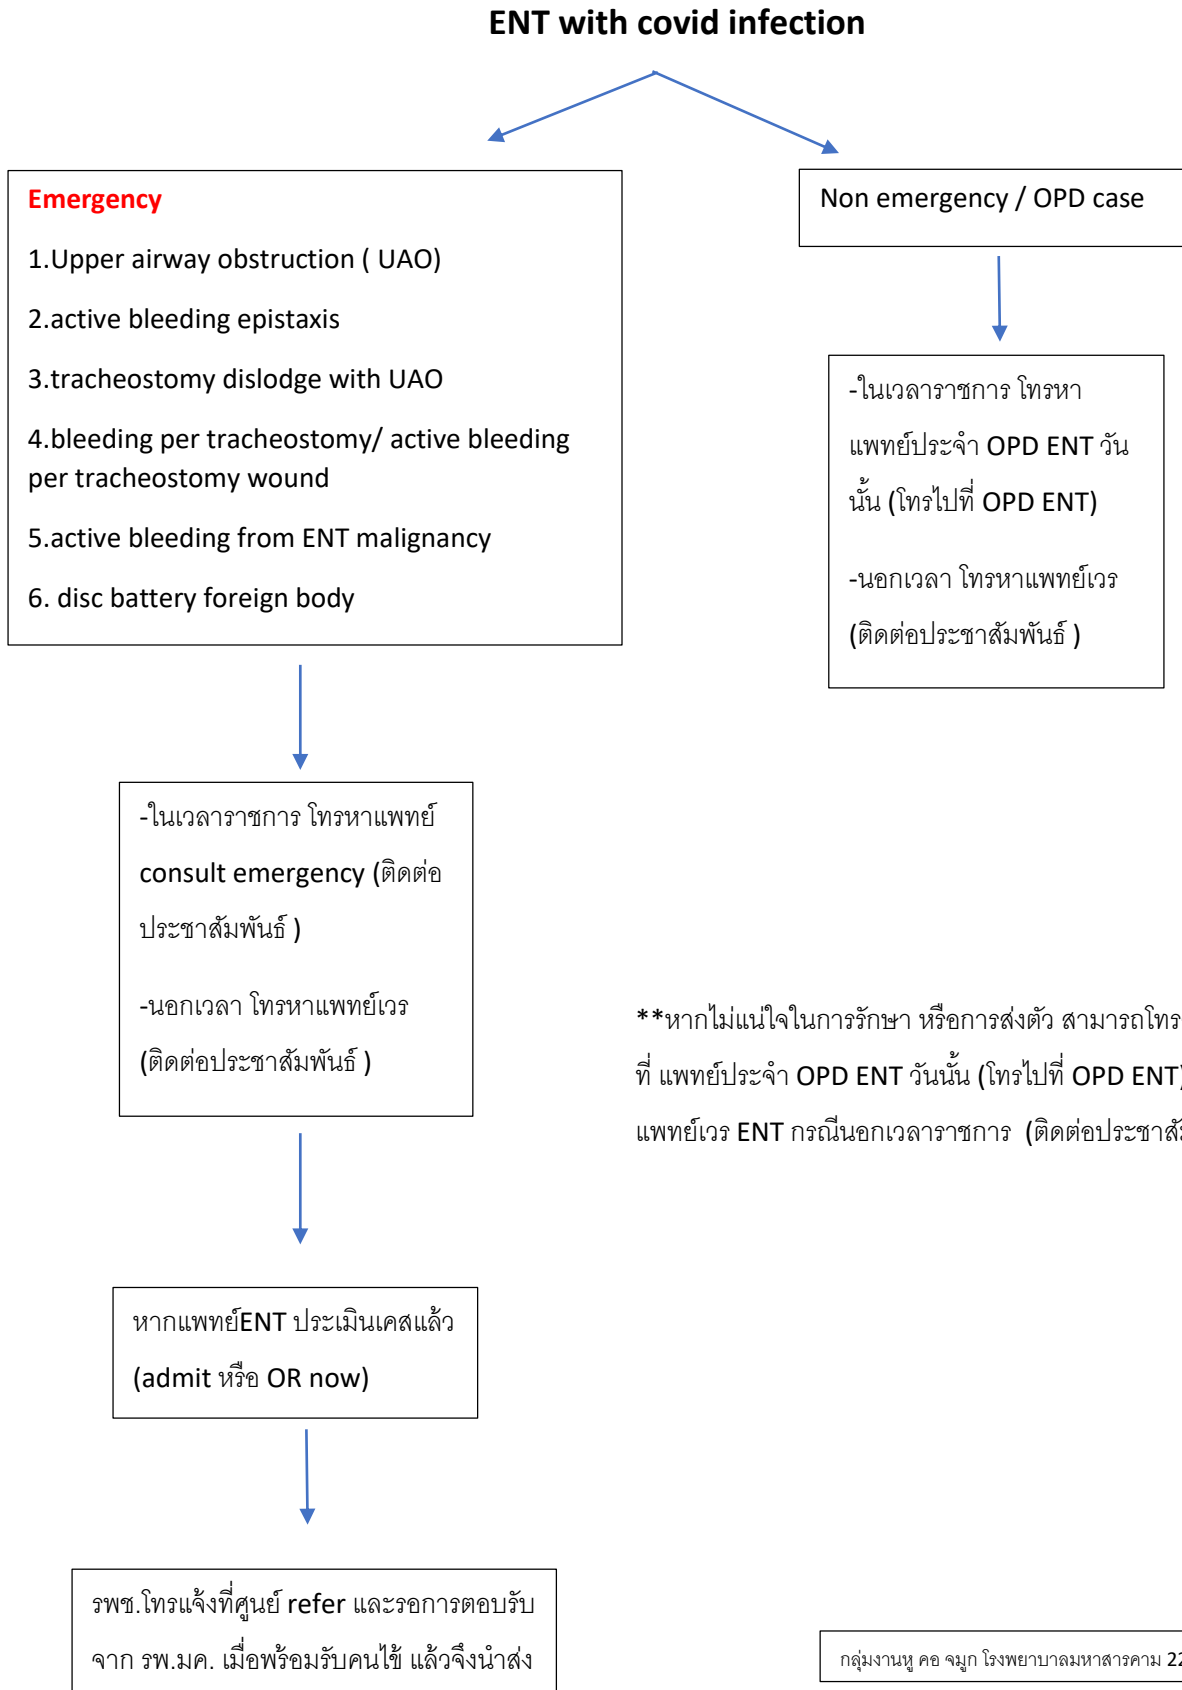 ENT with covid infection
Emergency
1.Upper airway obstruction ( UAO)
2.active bleeding epistaxis
3.tracheostomy dislodge with UAO
4.bleeding per tracheostomy/ active bleeding
per tracheostomy wound
5.active bleeding from ENT malignancy
6. disc battery foreign body
Non emergency / OPD case
-ในเวลาราชการ โทรหา
แพทย์ประจำ OPD ENT วัน
นั้น (โทรไปที่ OPD ENT)
-นอกเวลา โทรหาแพทย์เวร
(ติดต่อประชาสัมพันธ์ )
-ในเวลาราชการ โทรหาแพทย์
consult emergency (ติดต่อ
ประชาสัมพันธ์ )
-นอกเวลา โทรหาแพทย์เวร
(ติดต่อประชาสัมพันธ์ )
**หากไม่แน่ใจในการรักษา หรือการส่งตัว สามารถโทร
ที่ แพทย์ประจำ OPD ENT วันนั้น (โทรไปที่ OPD ENT)
แพทย์เวร ENT กรณีนอกเวลาราชการ (ติดต่อประชาสั
หากแพทย์ENT ประเมินเคสแล้ว
(admit หรือ OR now)
รพช.โทรแจ้งที่ศูนย์ refer และรอการตอบรับ
จาก รพ.มค. เมื่อพร้อมรับคนไข้ แล้วจึงนำส่ง
กลุ่มงานหู คอ จมูก โรงพยาบาลมหาสารคาม 22